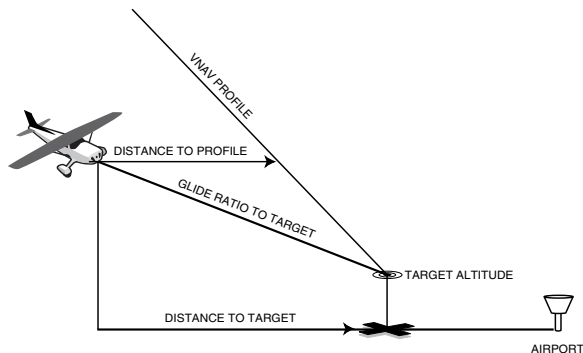 VNAV PROFILE
DISTANCE TO PROFILE
GLIDE RATIO TO TARGET
TARGET ALTITUDE
DISTANCE TO TARGET
AIRPORT